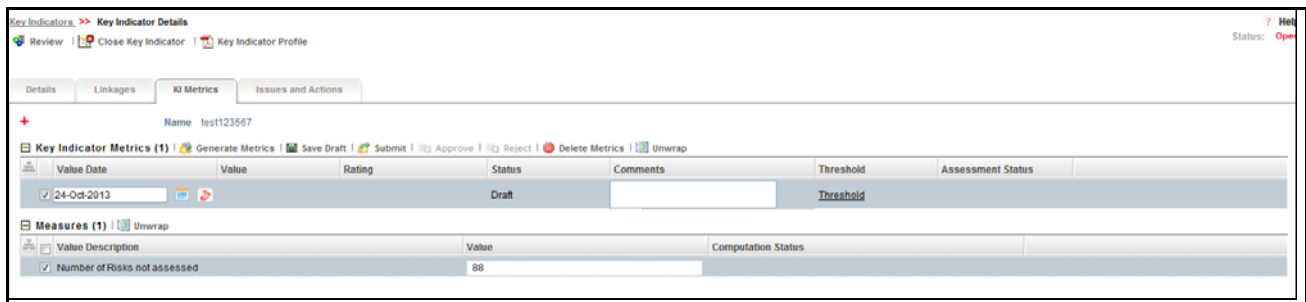 Key Indicators >> Key Indicator Details
? Help
Review | Close Key Indicator | Key Indicator Profile
Status: Open
Details Linkages KI Metrics Issues and Actions
+ Name test123567
Key Indicator Metrics (1) | Generate Metrics | Save Draft | Submit | Approve | Reject | Delete Metrics | Unwrap
Value Date Value Rating Status Comments Threshold Assessment Status
24-Oct-2013 Draft Threshold
Measures (1) | Unwrap
Value Description Value Computation Status
Number of Risks not assessed 88